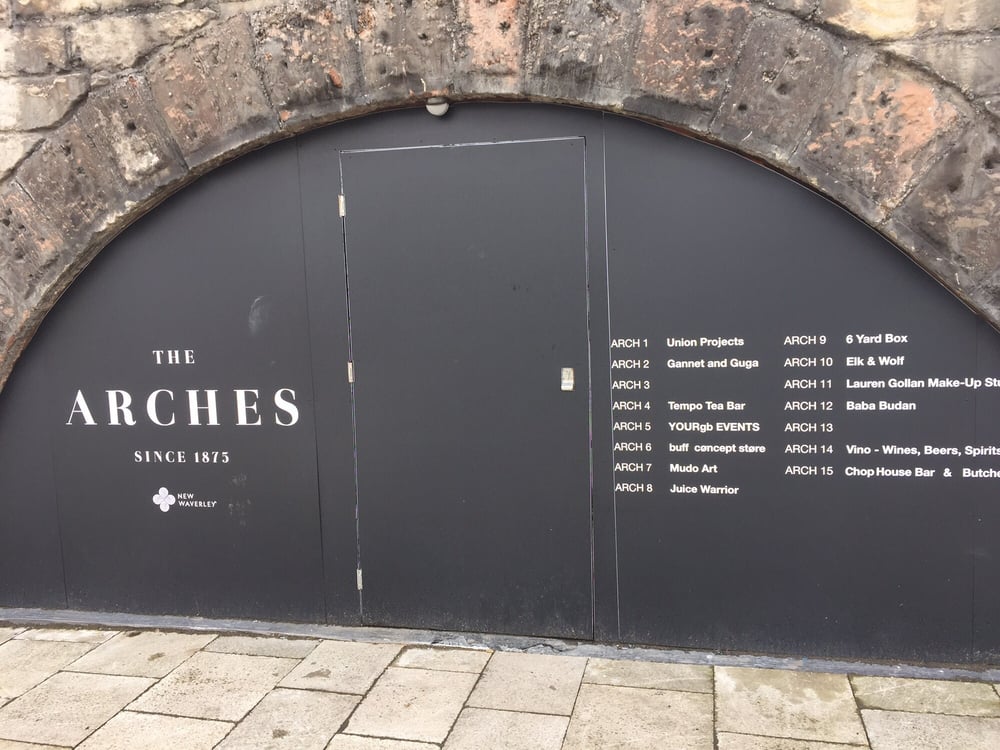 THE
ARCHES
SINCE 1875
NEW
WAVERLEY
ARCH 1 Union Projects
ARCH 2 Gannet and Guga
ARCH 3
ARCH 4 Tempo Tea Bar
ARCH 5 YOURgb EVENTS
ARCH 6 buff cøncept støre
ARCH 7 Mudo Art
ARCH 8 Juice Warrior
ARCH 9 6 Yard Box
ARCH 10 Elk & Wolf
ARCH 11 Lauren Gollan Make-Up
ARCH 12 Baba Budan
ARCH 13
ARCH 14 Vino - Wines, Beers, Spirits
ARCH 15 Chop House Bar &